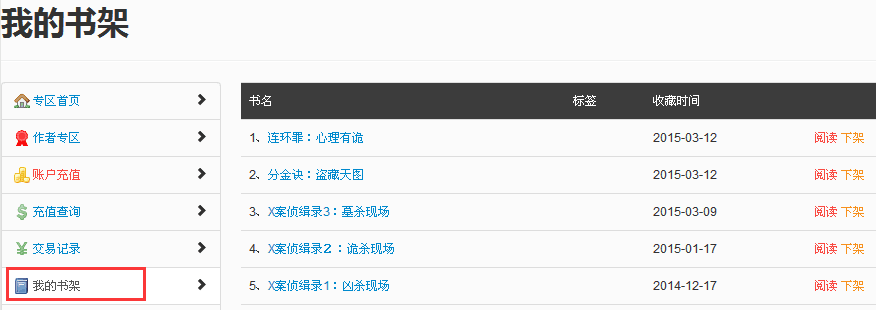 我的书架
专区首页
作者专区
账户充值
充值查询
交易记录
我的书架
书名 标签 收藏时间
1、连环罪：心理有诡 2015-03-12 阅读 下架
2、分金诀：盗藏天图 2015-03-12 阅读 下架
3、X案侦缉录3：墓杀现场 2015-03-09 阅读 下架
4、X案侦缉录２：诡杀现场 2015-01-17 阅读 下架
5、X案侦缉录1：凶杀现场 2014-12-17 阅读 下架